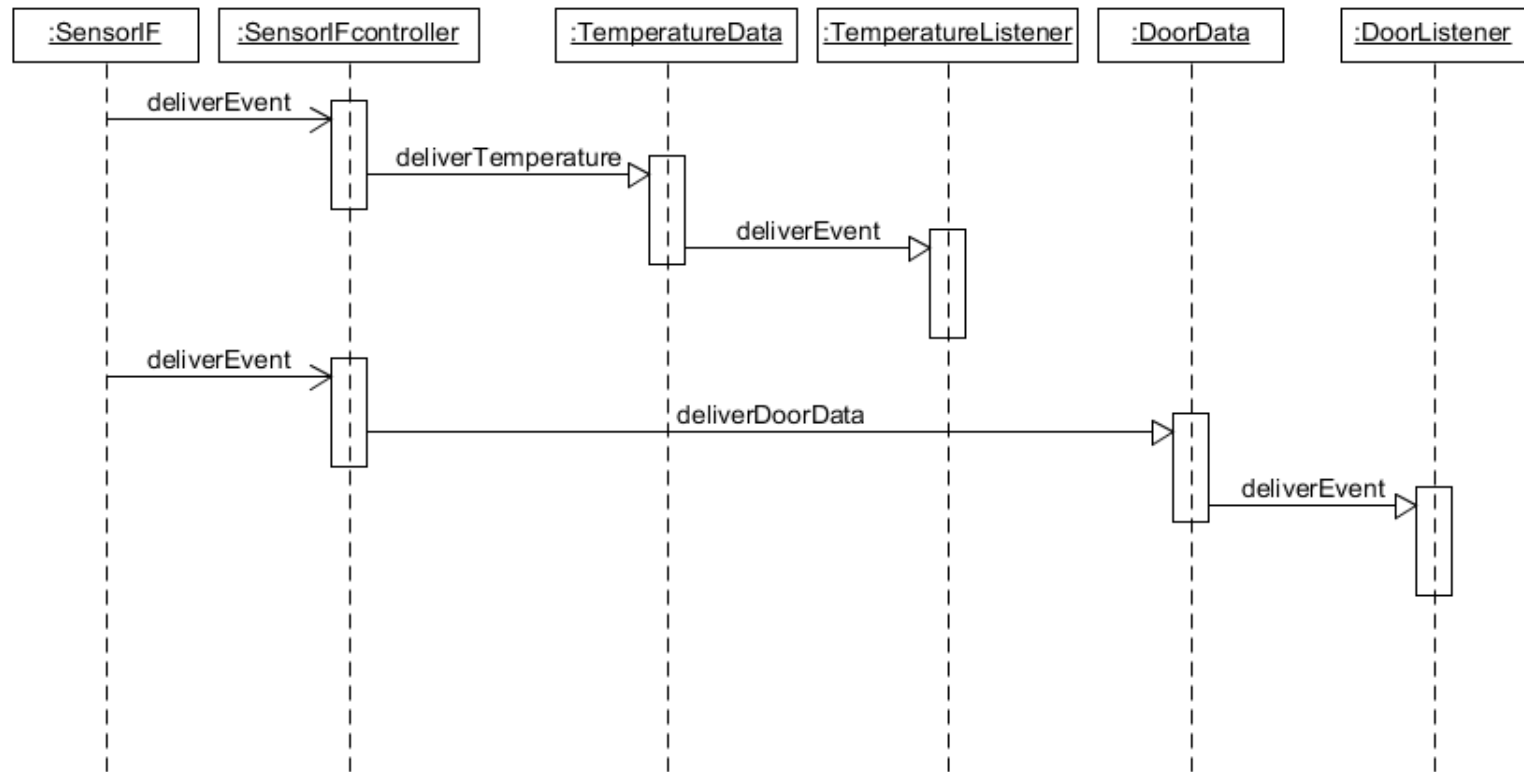 :SensorIF
:SensorIFcontroller
:TemperatureData
:TemperatureListener
:DoorData
:DoorListener
deliverEvent
deliverTemperature
deliverEvent
deliverEvent
deliverDoorData
deliverEvent